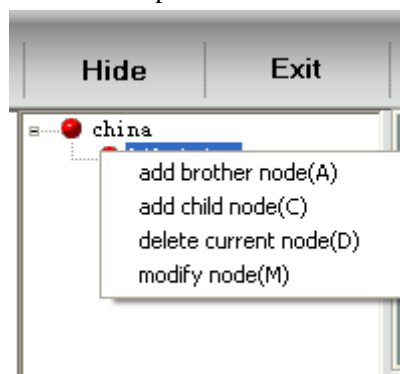 Hide Exit
china
add brother node(A)
add child node(C)
delete current node(D)
modify node(M)